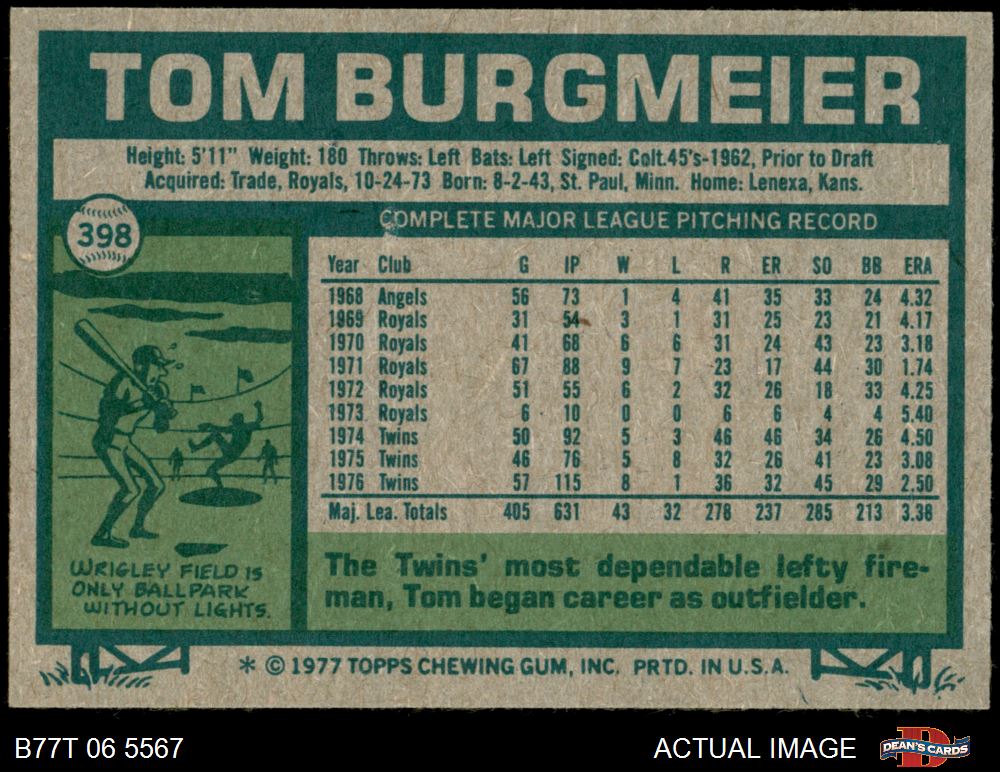 TOM BURGMEIER
Height: 5'11" Weight: 180 Throws: Left Bats: Left Signed: Colt.45's-1962, Prior to Draft
Acquired: Trade, Royals, 10-24-73 Born: 8-2-43, St. Paul, Minn. Home: Lenexa, Kans.
398
COMPLETE MAJOR LEAGUE PITCHING RECORD
Year Club G IP W L R ER SO BB ERA
1968 Angels 56 73 1 4 41 35 33 24 4.32
1969 Royals 31 54 3 1 31 25 23 21 4.17
1970 Royals 41 68 6 6 31 24 43 23 3.18
1971 Royals 67 88 9 7 23 17 44 30 1.74
1972 Royals 51 55 6 2 32 26 18 33 4.25
1973 Royals 6 10 0 0 6 6 4 4 5.40
1974 Twins 50 92 5 3 46 46 34 26 4.50
1975 Twins 46 76 5 8 32 26 41 23 3.08
1976 Twins 57 115 8 1 36 32 45 29 2.50
Maj. Lea. Totals 405 631 43 32 278 237 285 213 3.38
WRIGLEY FIELD IS
ONLY BALLPARK
WITHOUT LIGHTS.
The Twins' most dependable lefty fire-
man, Tom began career as outfielder.
* © 1977 TOPPS CHEWING GUM, INC. PRTD. IN U.S.A.
B77T 06 5567
ACTUAL IMAGE
D
DEAN'S CARDS